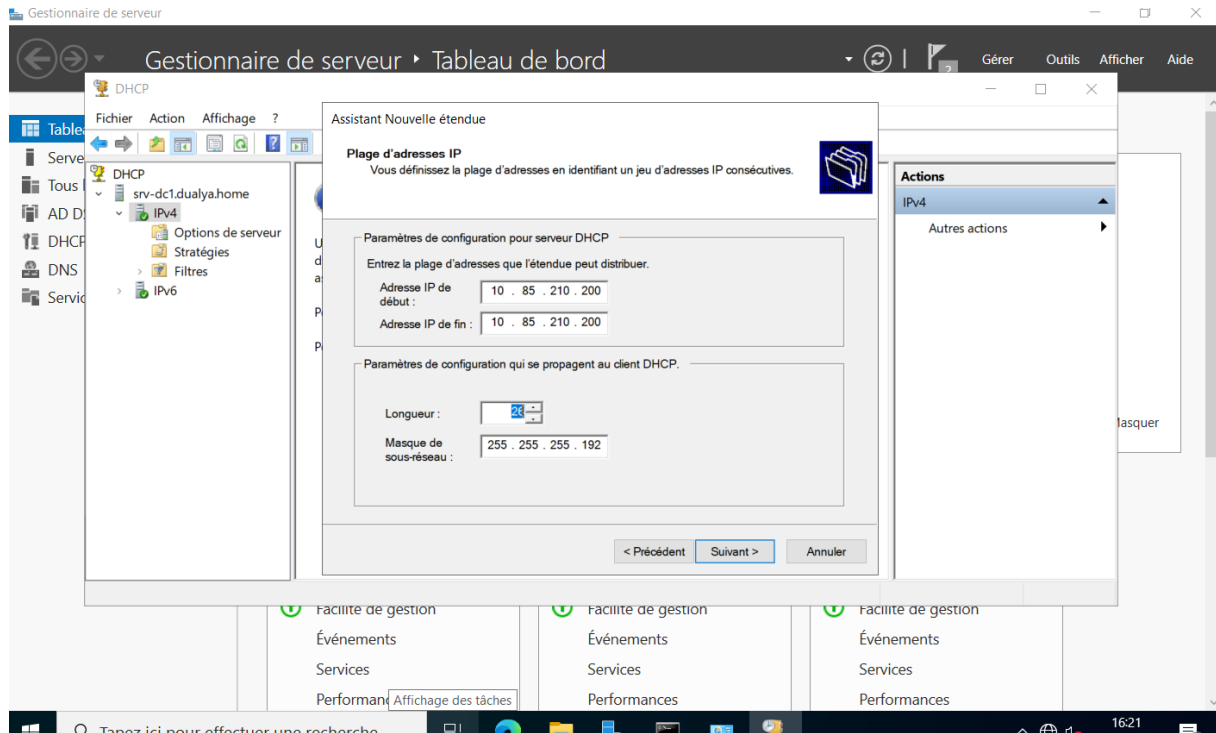 Gestionnaire de serveur
Gestionnaire de serveur ‣ Tableau de bord
2
Gérer
Outils
Afficher
Aide
DHCP
Fichier
Action
Affichage
?
DHCP
srv-dc1.dualya.home
IPv4
Options de serveur
Stratégies
Filtres
IPv6
Serve
Tous
AD D
DNS
Servic
Assistant Nouvelle étendue
Plage d'adresses IP
Vous définissez la plage d'adresses en identifiant un jeu d'adresses IP consécutives.
Paramètres de configuration pour serveur DHCP
Entrez la plage d'adresses que l'étendue peut distribuer.
Adresse IP de
début :
10 . 85 . 210 . 200
Adresse IP de fin :
10 . 85 . 210 . 200
Paramètres de configuration qui se propagent au client DHCP.
Longueur :
26
Masque de
sous-réseau :
255 . 255 . 255 . 192
< Précédent
Suivant >
Annuler
Actions
IPv4
Autres actions
Masquer
Facilité de gestion
Événements
Services
Performanc
Affichage des tâches
Facilité de gestion
Événements
Services
Performances
Facilité de gestion
Événements
Services
Performances
Tapez ici pour effectuer une recherche
16:21